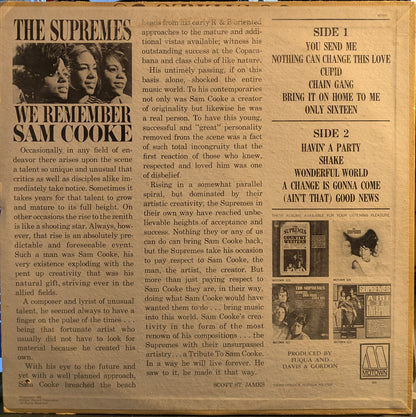 THE SUPREMES
WE REMEMBER
SAM COOKE
Occasionally, in any field of en-
deavor there arises upon the scene
a talent so unique and unusual that
critics as well as disciples alike im-
mediately take notice. Sometimes it
takes years for that talent to grow
and mature to its full height. On
other occasions the rise to the zenith
is like a shooting star. Always, how-
ever, that rise is an absolutely pre-
dictable and foreseeable event.
Such a man was Sam Cooke, his
very existence exploding with the
pent up creativity that was his
natural gift, striving ever in the
allied fields.
A composer and lyrist of unusual
talent, he seemed always to have a
finger on the pulse of the times . . .
being that fortunate artist who
usually did not have to look for
material because he created his
own.
With his eye to the future and
yet with a well planned approach,
Sam Cooke broached the beach
heads from his early R & B oriented
approaches to the mature and addi-
tional vistas available; witness his
outstanding success at the Copaca-
bana and class clubs of like nature.
His untimely passing, if on this
basis alone, shocked the entire
music world. To his contemporaries
not only was Sam Cooke a creator
of originality but likewise he was
a real person. To have this young,
successful and "great" personality
removed from the scene was a fact
of such total incongruity that the
first reaction of those who knew,
respected and loved him was one
of disbelief.
Rising in a somewhat parallel
spiral, but dominated by their
artistic creativity, the Supremes in
their own way have reached unbe-
lievable heights of acceptance and
success. Nothing they or any of us
can do can bring Sam Cooke back,
but the Supremes take his occasion
to pay respect to Sam Cooke, the
man, the artist, the creator. But
more than just paying respect to
Sam Cooke they are, in their way,
doing what Sam Cooke would have
wanted them to do . . . bring music
into his world. Sam Cooke's crea-
tivity in the form of the most
renown of his compositions . . . the
Supremes with their unsurpassed
artistry . . . a Tribute To Sam Cooke.
In a way he will live forever. He
saw to it, he made it that way.
SCOTT ST. JAMES
SIDE 1
YOU SEND ME
NOTHING CAN CHANGE THIS LOVE
CUPID
CHAIN GANG
BRING IT ON HOME TO ME
ONLY SIXTEEN
SIDE 2
HAVIN' A PARTY
SHAKE
WONDERFUL WORLD
A CHANGE IS GONNA COME
(AIN'T THAT) GOOD NEWS
THESE ALBUMS AVAILABLE FOR YOUR LISTENING PLEASURE
THE SUPREMES
COUNTRY
WESTERN
THE SUPREMES
SUPREMES
PRODUCED BY
FUQUA AND
DAVIS & GORDON